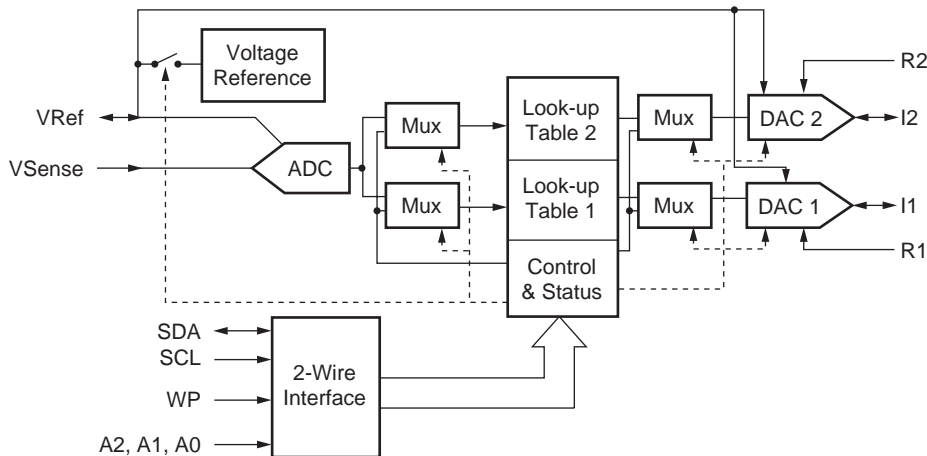 Voltage
Reference
VRef
VSense
ADC
Mux
Mux
Look-up
Table 2
Look-up
Table 1
Control
& Status
Mux
Mux
DAC 2
DAC 1
R2
I2
I1
R1
SDA
SCL
WP
A2, A1, A0
2-Wire
Interface